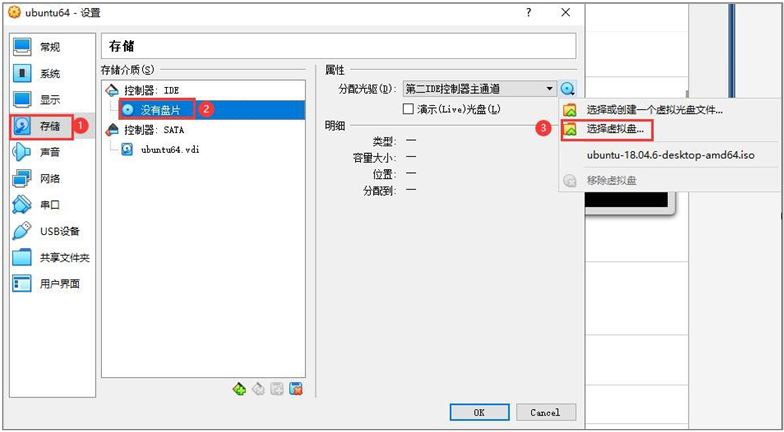 ubuntu64 - 设置
?
常规
系统
显示
存储
1
声音
网络
串口
USB设备
共享文件夹
用户界面
存储
存储介质(S)
控制器: IDE
没有盘片
2
控制器: SATA
ubuntu64.vdi
属性
分配光驱(D):
第二IDE控制器主通道
演示(Live)光盘(L)
明细
类型: —
容量大小: —
位置: —
分配到: —
选择或创建一个虚拟光盘文件...
3
选择虚拟盘...
ubuntu-18.04.6-desktop-amd64.iso
移除虚拟盘
OK
Cancel